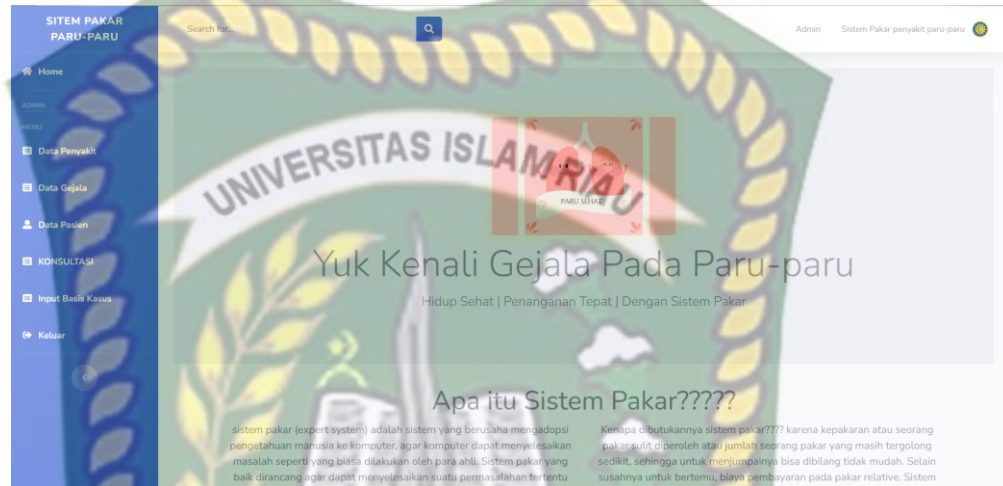 SITEM PAKAR
PARU-PARU
Search for...
Admin
Sistem Pakar penyakit paru-paru
Home
ADMIN
MENU
Data Penyakit
Data Gejala
Data Pasien
KONSULTASI
Input Basis Kasus
Keluar
UNIVERSITAS ISLAM RIAU
PARU SEHAT
Yuk Kenali Gejala Pada Paru-paru
Hidup Sehat | Penanganan Tepat | Dengan Sistem Pakar
Apa itu Sistem Pakar?????
sistem pakar (expert system) adalah sistem yang berusaha mengadopsi
pengetahuan manusia ke komputer, agar komputer dapat menyelesaikan
masalah seperti yang biasa dilakukan oleh para ahli. Sistem pakar yang
baik dirancang agar dapat menyelesaikan suatu permasalahan tertentu
Kenapa dibutukannya sistem pakar???? karena kepakaran atau seorang
pakar sulit diperoleh atau jumlah seorang pakar yang masih tergolong
sedikit, sehingga untuk menjumpainya bisa dibilang tidak mudah. Selain
susahnya untuk bertemu, biaya pembayaran pada pakar relative. Sistem